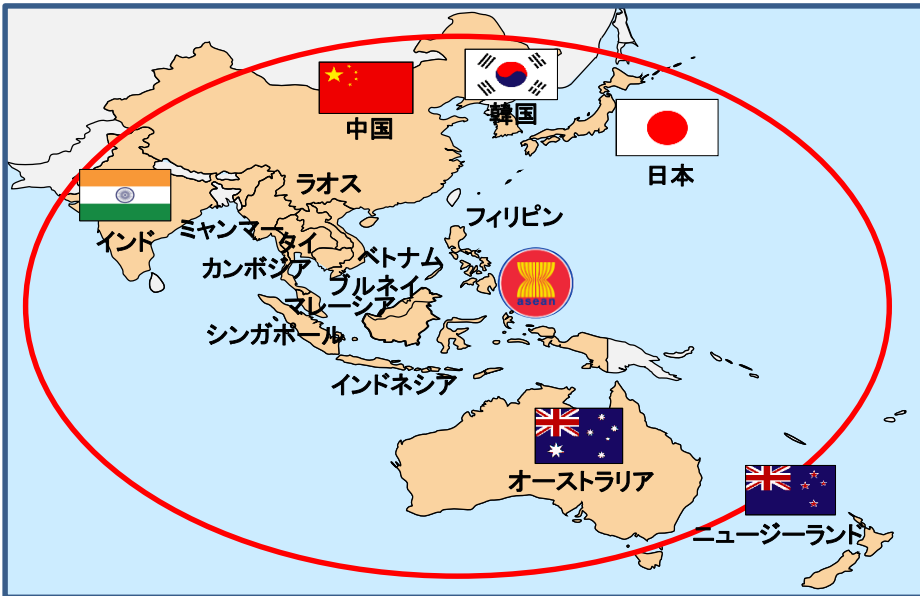 中国
韓国
日本
ラオス
インド
ミャンマー
タイ
フィリピン
カンボジア
ベトナム
ブルネイ
マレーシア
シンガポール
asean
インドネシア
オーストラリア
ニュージーランド